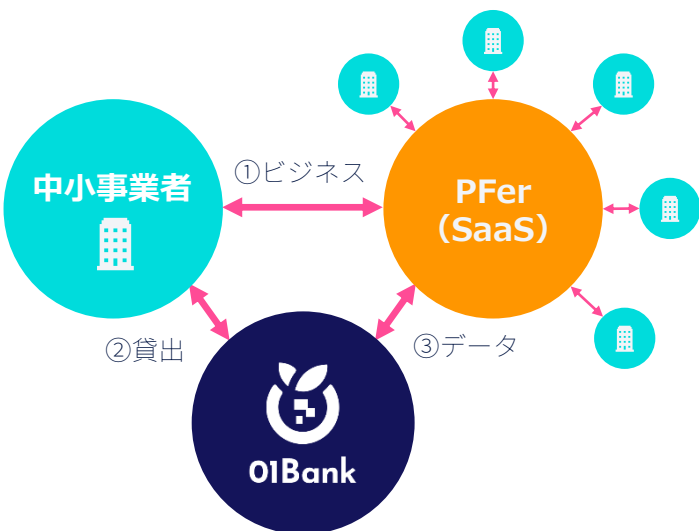 中小事業者
①ビジネス
PFer
(SaaS)
②貸出
③データ
01Bank